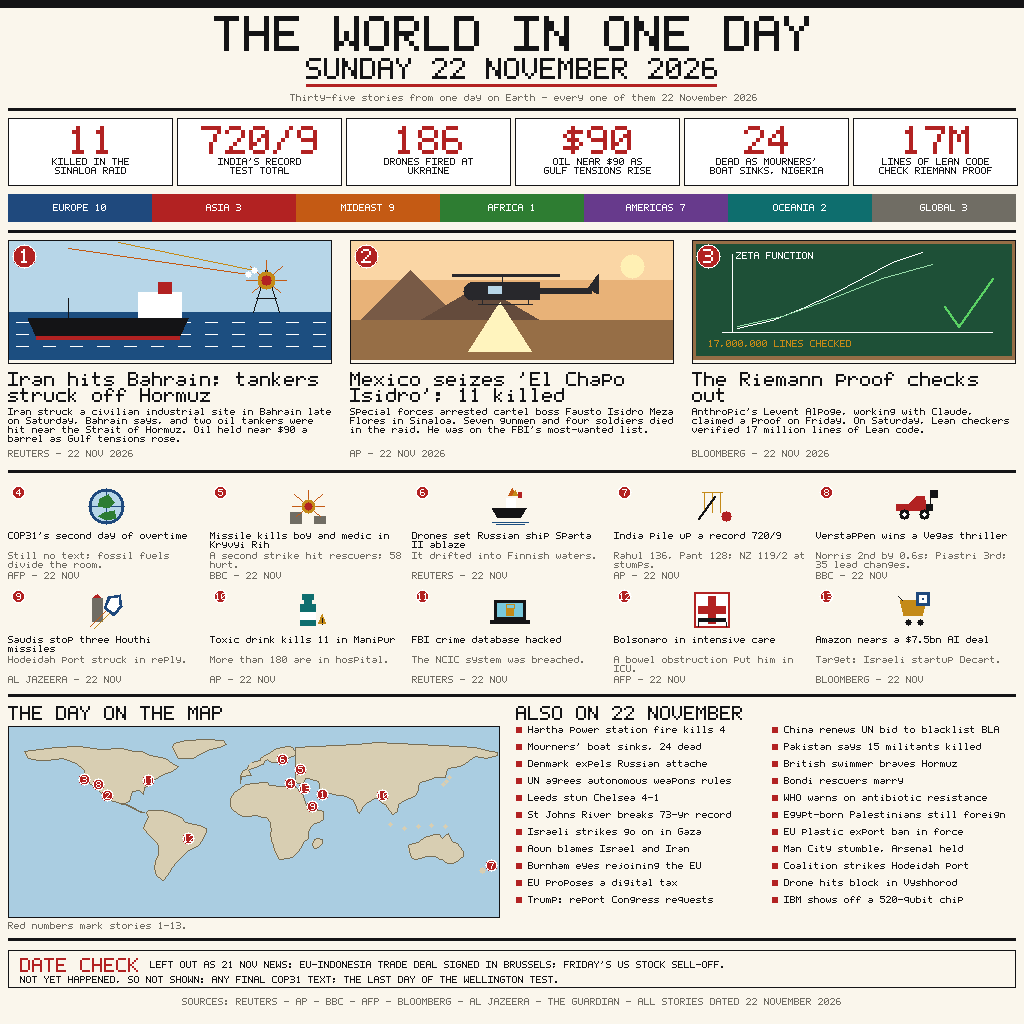 THE WORLD IN ONE DAY
SUNDAY 22 NOVEMBER 2026
Thirty-five stories from one day on Earth - every one of them 22 November 2026
11
KILLED IN THE
SINALOA RAID
720/9
INDIA'S RECORD
TEST TOTAL
186
DRONES FIRED AT
UKRAINE
$90
OIL NEAR $90 AS
GULF TENSIONS RISE
24
DEAD AS MOURNERS'
BOAT SINKS, NIGERIA
17M
LINES OF LEAN CODE
CHECK RIEMANN PROOF
EUROPE 10
ASIA 3
MIDEAST 9
AFRICA 1
AMERICAS 7
OCEANIA 2
GLOBAL 3
1
Iran hits Bahrain; tankers
struck off Hormuz
Iran struck a civilian industrial site in Bahrain late
on Saturday, Bahrain says, and two oil tankers were
hit near the Strait of Hormuz. Oil held near $90 a
barrel as Gulf tensions rose.
REUTERS - 22 NOV 2026
2
Mexico seizes 'El Chapo
Isidro'; 11 killed
Special forces arrested cartel boss Fausto Isidro Meza
Flores in Sinaloa. Seven gunmen and four soldiers died
in the raid. He was on the FBI's most-wanted list.
AP - 22 NOV 2026
3
ZETA FUNCTION
17,000,000 LINES CHECKED
The Riemann proof checks
out
Anthropic's Levent Alpoge, working with Claude,
claimed a proof on Friday. On Saturday, Lean checkers
verified 17 million lines of Lean code.
BLOOMBERG - 22 NOV 2026
4
COP31's second day of overtime
Still no text; fossil fuels
divide the room.
AFP - 22 NOV
5
Missile kills boy and medic in
Kryvyi Rih
A second strike hit rescuers; 58
hurt.
BBC - 22 NOV
6
Drones set Russian ship Sparta
II ablaze
It drifted into Finnish waters.
REUTERS - 22 NOV
7
India pile up a record 720/9
Rahul 136, Pant 128; NZ 119/2 at
stumps.
AP - 22 NOV
8
Verstappen wins a Vegas thriller
Norris 2nd by 0.6s; Piastri 3rd;
35 lead changes.
BBC - 22 NOV
9
Saudis stop three Houthi
missiles
Hodeidah port struck in reply.
AL JAZEERA - 22 NOV
10
Toxic drink kills 11 in Manipur
More than 180 are in hospital.
AP - 22 NOV
11
FBI crime database hacked
The NCIC system was breached.
REUTERS - 22 NOV
12
Bolsonaro in intensive care
A bowel obstruction put him in
ICU.
AFP - 22 NOV
13
Amazon nears a $7.5bn AI deal
Target: Israeli startup Decart.
BLOOMBERG - 22 NOV
THE DAY ON THE MAP
3
8
2
11
12
6
5
4
13
1
9
10
7
Red numbers mark stories 1-13.
ALSO ON 22 NOVEMBER
Hartha power station fire kills 4
Mourners' boat sinks, 24 dead
Denmark expels Russian attache
UN agrees autonomous weapons rules
Leeds stun Chelsea 4-1
St Johns River breaks 73-yr record
Israeli strikes go on in Gaza
Aoun blames Israel and Iran
Burnham eyes rejoining the EU
EU proposes a digital tax
Trump: report Congress requests
China renews UN bid to blacklist BLA
Pakistan says 15 militants killed
British swimmer braves Hormuz
Bondi rescuers marry
WHO warns on antibiotic resistance
Egypt-born Palestinians still foreign
EU plastic export ban in force
Man City stumble, Arsenal held
Coalition strikes Hodeidah port
Drone hits block in Vyshhorod
IBM shows off a 520-qubit chip
DATE CHECK LEFT OUT AS 21 NOV NEWS: EU-INDONESIA TRADE DEAL SIGNED IN BRUSSELS; FRIDAY'S US STOCK SELL-OFF.
NOT YET HAPPENED, SO NOT SHOWN: ANY FINAL COP31 TEXT; THE LAST DAY OF THE WELLINGTON TEST.
SOURCES: REUTERS - AP - BBC - AFP - BLOOMBERG - AL JAZEERA - THE GUARDIAN - ALL STORIES DATED 22 NOVEMBER 2026